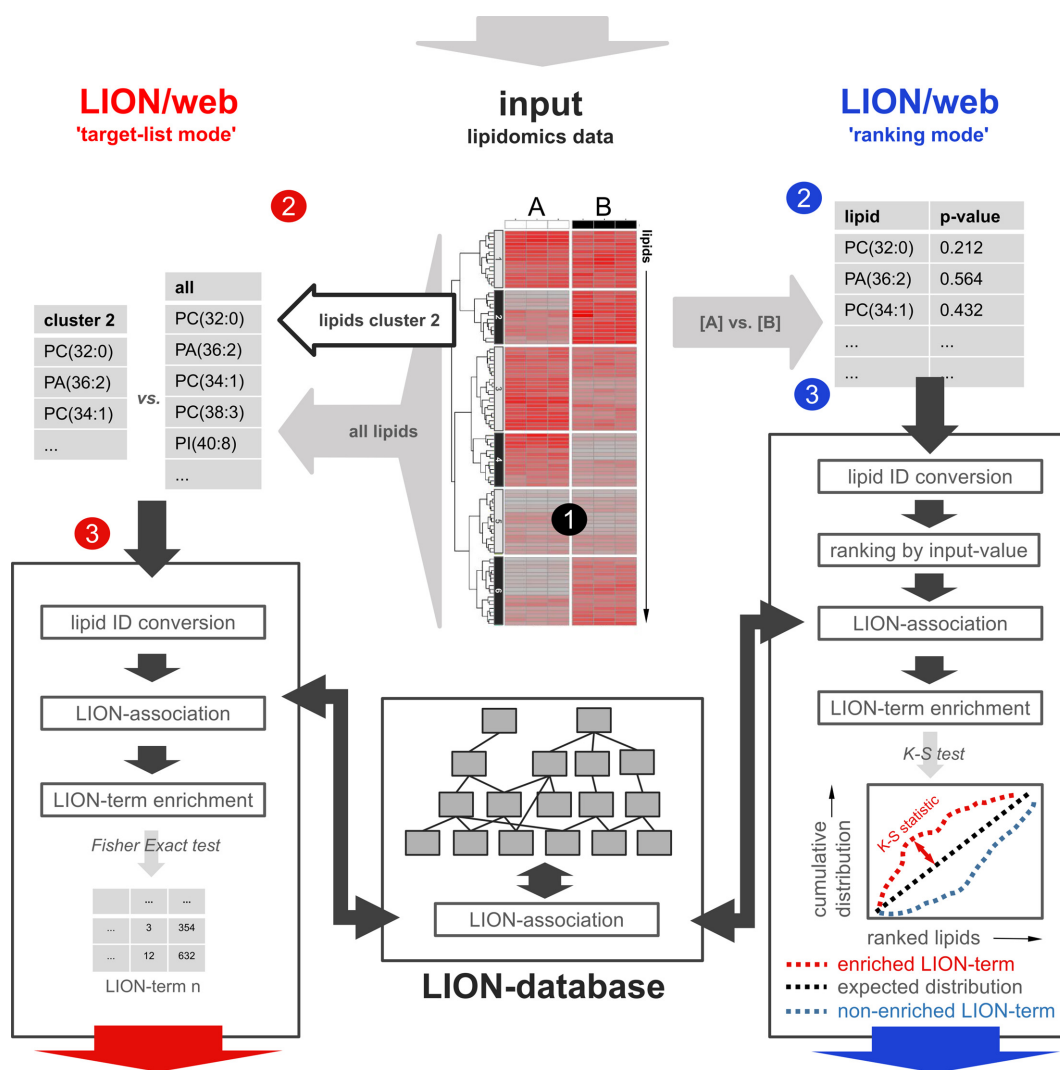 LION/web
'target-list mode'
input
lipidomics data
LION/web
'ranking mode'
2
all
PC(32:0)
PA(36:2)
PC(34:1)
PC(38:3)
PI(40:8)
...
cluster 2
PC(32:0)
PA(36:2)
PC(34:1)
...
vs.
lipids cluster 2
all lipids
A
B
lipids
1
2
3
4
5
6
1
[A] vs. [B]
2
lipid p-value
PC(32:0) 0.212
PA(36:2) 0.564
PC(34:1) 0.432
... ...
... ...
3
lipid ID conversion
LION-association
LION-term enrichment
Fisher Exact test
... ...
... 3 354
... 12 632
LION-term n
LION-association
LION-database
3
lipid ID conversion
ranking by input-value
LION-association
LION-term enrichment
K-S test
K-S statistic
cumulative
distribution
ranked lipids
enriched LION-term
expected distribution
non-enriched LION-term